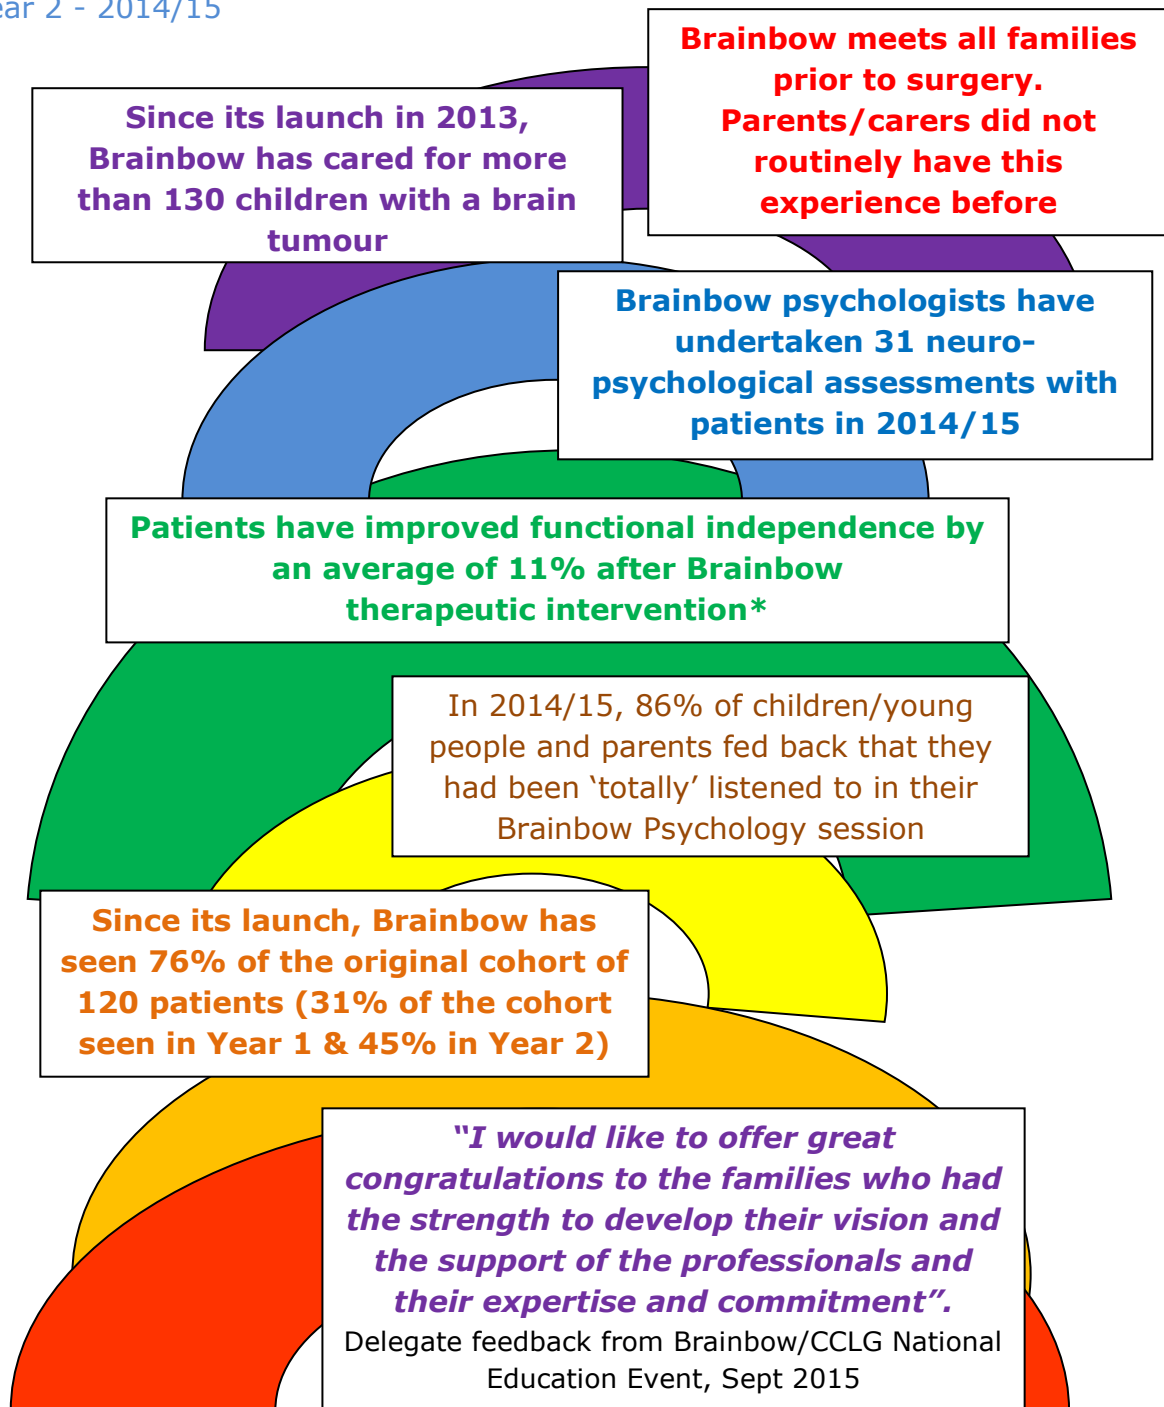 ear 2 - 2014/15
Brainbow meets all families
prior to surgery.
Parents/carers did not
routinely have this
experience before
Since its launch in 2013,
Brainbow has cared for more
than 130 children with a brain
tumour
Brainbow psychologists have
undertaken 31 neuro-
psychological assessments with
patients in 2014/15
Patients have improved functional independence by
an average of 11% after Brainbow
therapeutic intervention*
In 2014/15, 86% of children/young
people and parents fed back that they
had been ‘totally’ listened to in their
Brainbow Psychology session
Since its launch, Brainbow has
seen 76% of the original cohort of
120 patients (31% of the cohort
seen in Year 1 & 45% in Year 2)
“I would like to offer great
congratulations to the families who had
the strength to develop their vision and
the support of the professionals and
their expertise and commitment”.
Delegate feedback from Brainbow/CCLG National
Education Event, Sept 2015